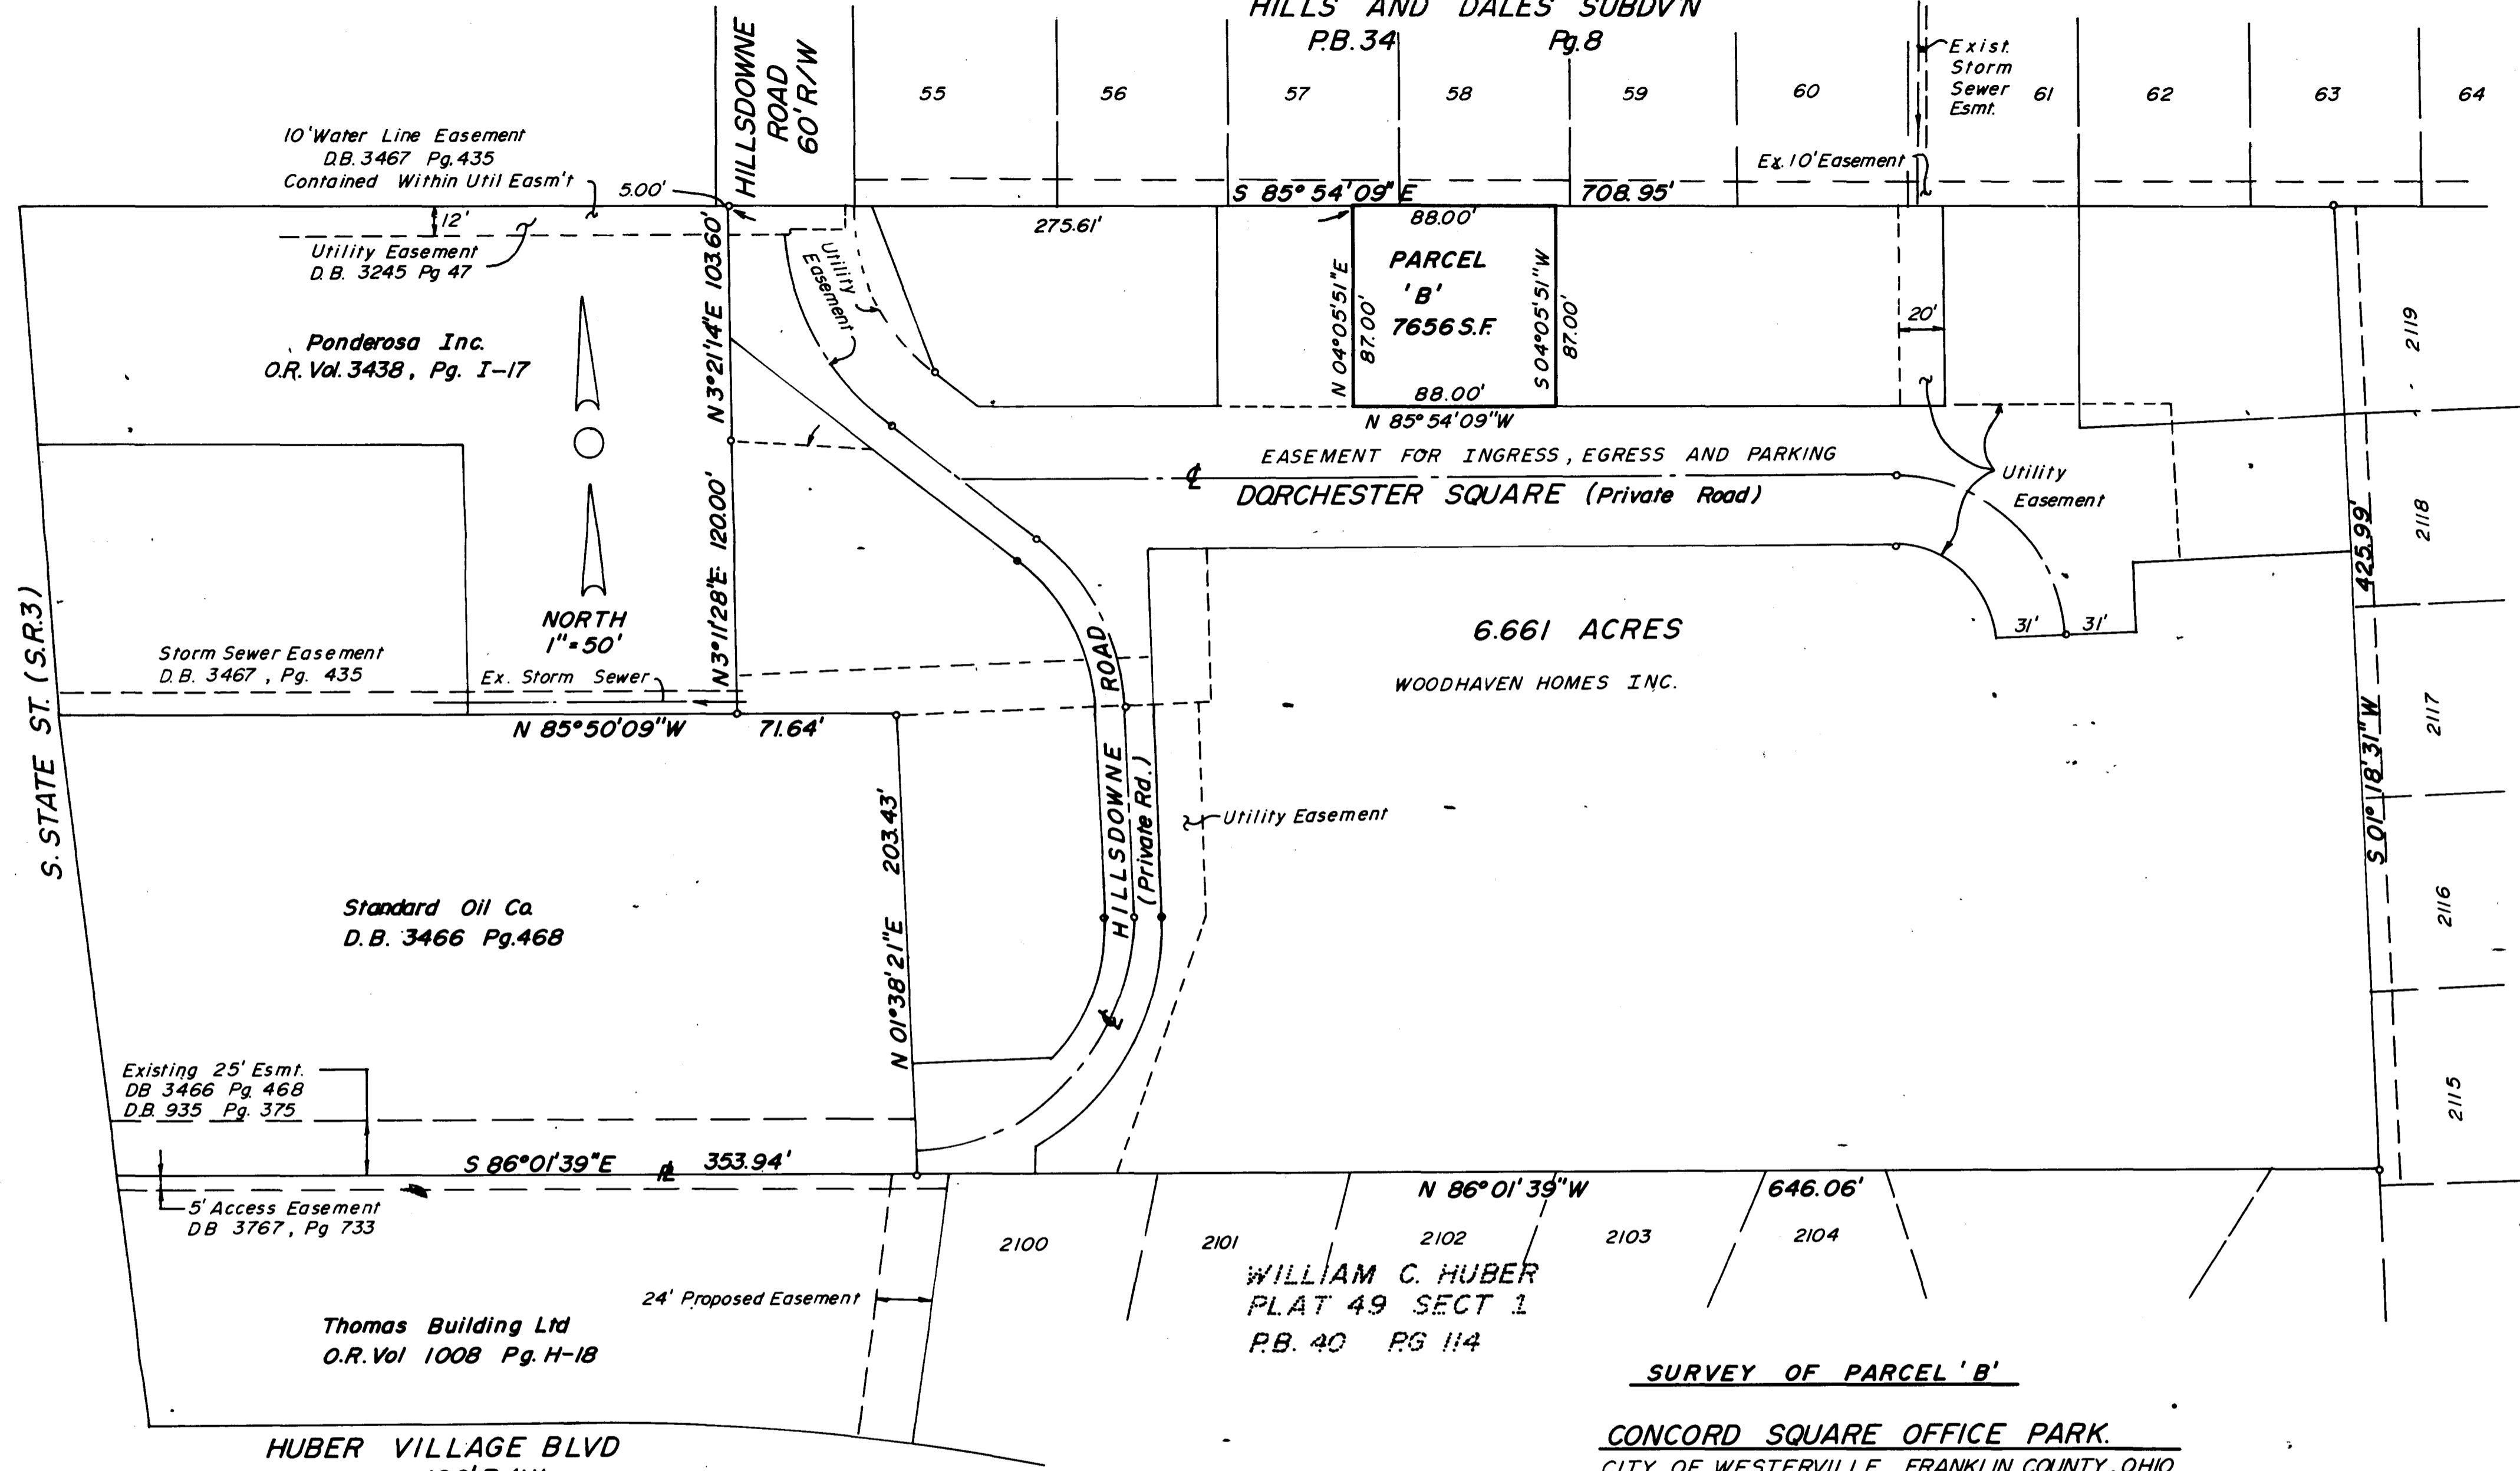 HILLS AND DALES SUBDV'N
P.B.34 Pg.8
HILLSDOWNE
ROAD
60'R/W
55
56
57
58
59
60
61
62
63
64
Exist.
Storm
Sewer
Esmt.
Ex.10'Easement
10'Water Line Easement
D.B. 3467 Pg.435
Contained Within Util Easm't
5.00'
S 85°54'09"E 708.95'
12'
Utility Easement
D.B. 3245 Pg 47
N3°21'14"E 103.60'
Utility
Easement
275.61'
88.00'
PARCEL
'B'
7656 S.F.
N 04°05'51"E
87.00'
S 04°05'51"W
87.00'
88.00'
N 85°54'09"W
20'
2119
Ponderosa Inc.
O.R. Vol. 3438, Pg. I-17
EASEMENT FOR INGRESS, EGRESS AND PARKING
DORCHESTER SQUARE (Private Road)
Utility
Easement
2118
425.99'
S 01°18'31"W
N3°11'28"E 120.00'
NORTH
1"=50'
S. STATE ST. (S.R.3)
Storm Sewer Easement
D.B. 3467, Pg. 435
Ex. Storm Sewer
N 85°50'09"W 71.64'
31'
31'
6.661 ACRES
WOODHAVEN HOMES INC.
2117
HILLSDOWNE ROAD
(Private Rd.)
Utility Easement
203.43'
N 01°38'21"E
Standard Oil Co.
D.B. 3466 Pg.468
2116
Existing 25' Esmt.
DB 3466 Pg. 468
D.B. 935 Pg. 375
2115
S 86°01'39"E 353.94'
N 86°01'39"W 646.06'
5' Access Easement
DB 3767, Pg 733
2100
2101
2102
2103
2104
WILLIAM C. HUBER
PLAT 49 SECT 1
P.B. 40 PG 114
24' Proposed Easement
Thomas Building Ltd
O.R. Vol 1008 Pg. H-18
SURVEY OF PARCEL 'B'
CONCORD SQUARE OFFICE PARK.
CITY OF WESTERVILLE, FRANKLIN COUNTY, OHIO
HUBER VILLAGE BLVD